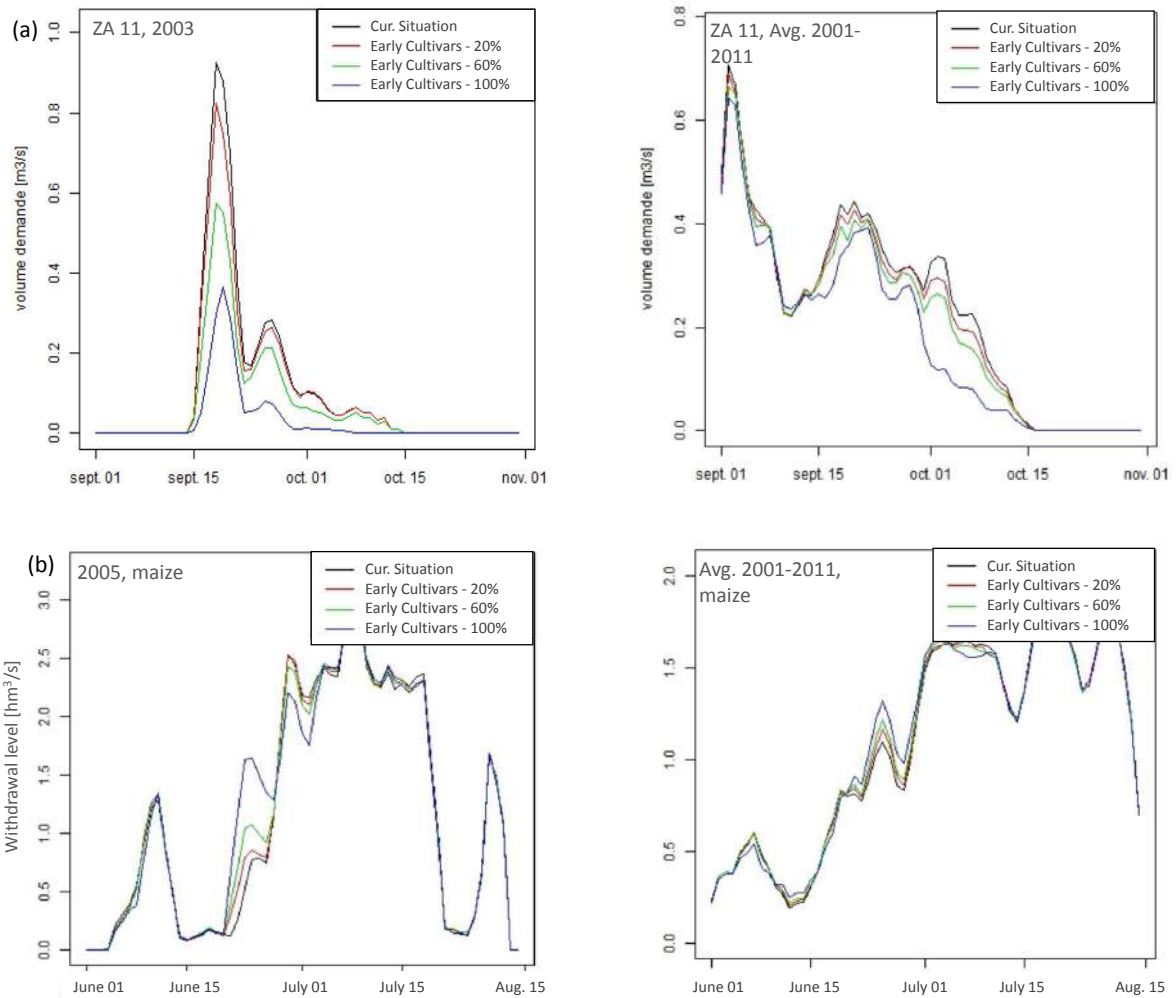 (a)
ZA 11, 2003
Cur. Situation
Early Cultivars - 20%
Early Cultivars - 60%
Early Cultivars - 100%
volume demande [m3/s]
0.0
0.2
0.4
0.6
0.8
1.0
sept. 01
sept. 15
oct. 01
oct. 15
nov. 01
ZA 11, Avg. 2001-
2011
Cur. Situation
Early Cultivars - 20%
Early Cultivars - 60%
Early Cultivars - 100%
volume demande [m3/s]
0.0
0.2
0.4
0.6
0.8
sept. 01
sept. 15
oct. 01
oct. 15
nov. 01
(b)
2005, maize
Cur. Situation
Early Cultivars - 20%
Early Cultivars - 60%
Early Cultivars - 100%
Withdrawal level [hm³/s]
0.0
0.5
1.0
1.5
2.0
2.5
3.0
June 01
June 15
July 01
July 15
Aug. 15
Avg. 2001-2011,
maize
Cur. Situation
Early Cultivars - 20%
Early Cultivars - 60%
Early Cultivars - 100%
0.0
0.5
1.0
1.5
2.0
June 01
June 15
July 01
July 15
Aug. 15